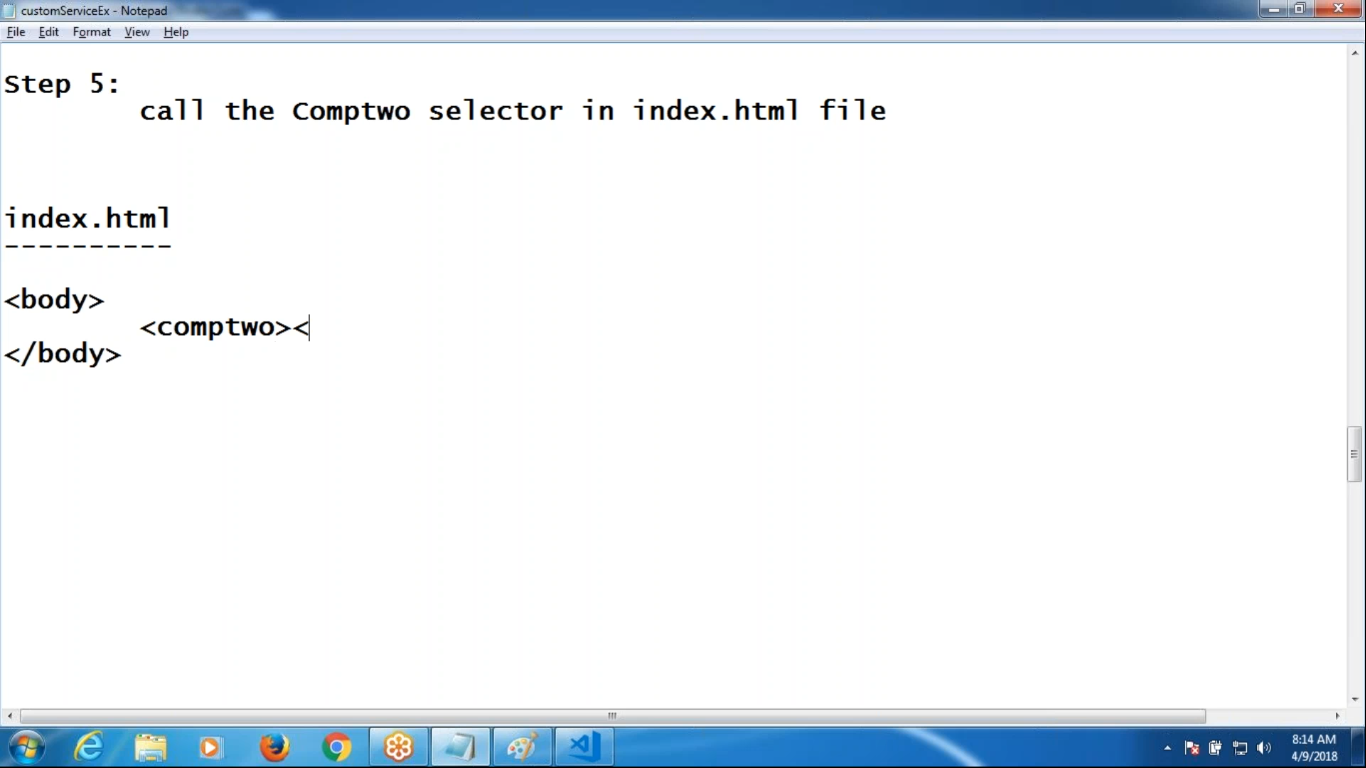 customServiceEx - Notepad
File Edit Format View Help
Step 5:
call the Comptwo selector in index.html file
index.html
----------
<body>
<comptwo><
</body>
8:14 AM
4/9/2018